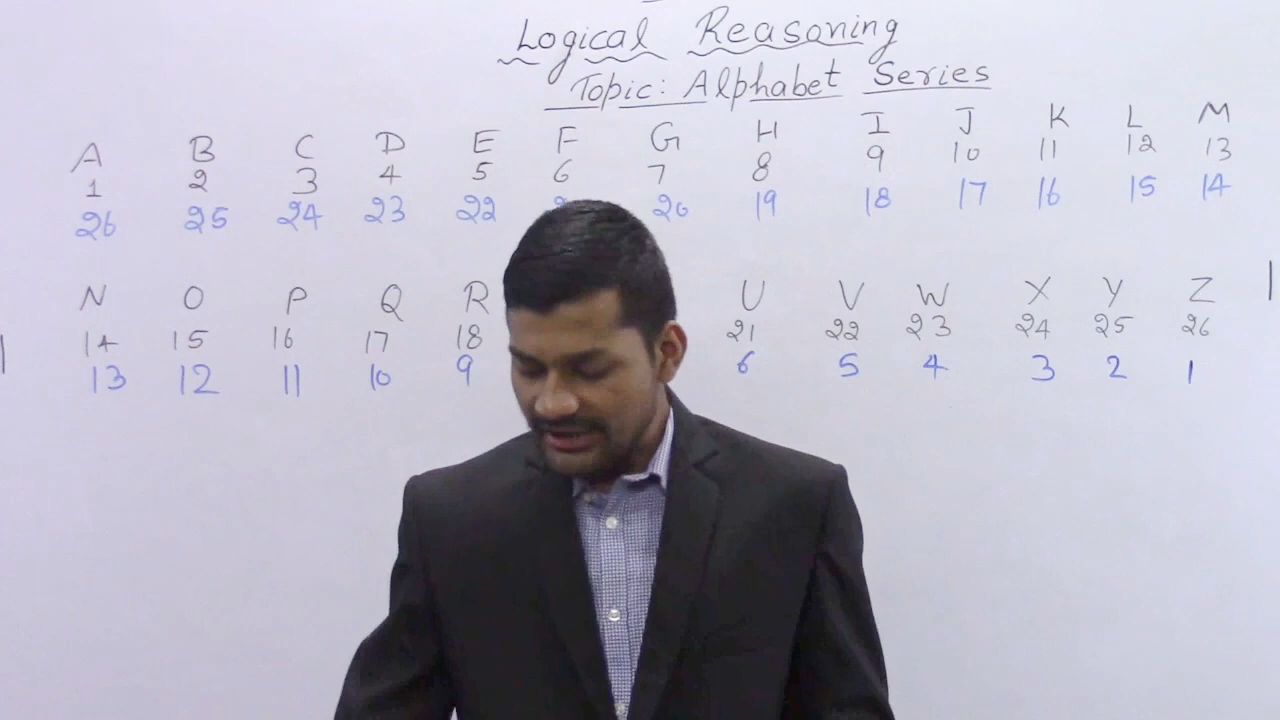 Logical Reasoning
Topic: Alphabet Series
A B C D E F G H I J K L M
1 2 3 4 5 6 7 8 9 10 11 12 13
26 25 24 23 22 20 19 18 17 16 15 14
N O P Q R U V W X Y Z
14 15 16 17 18 21 22 23 24 25 26
13 12 11 10 9 6 5 4 3 2 1